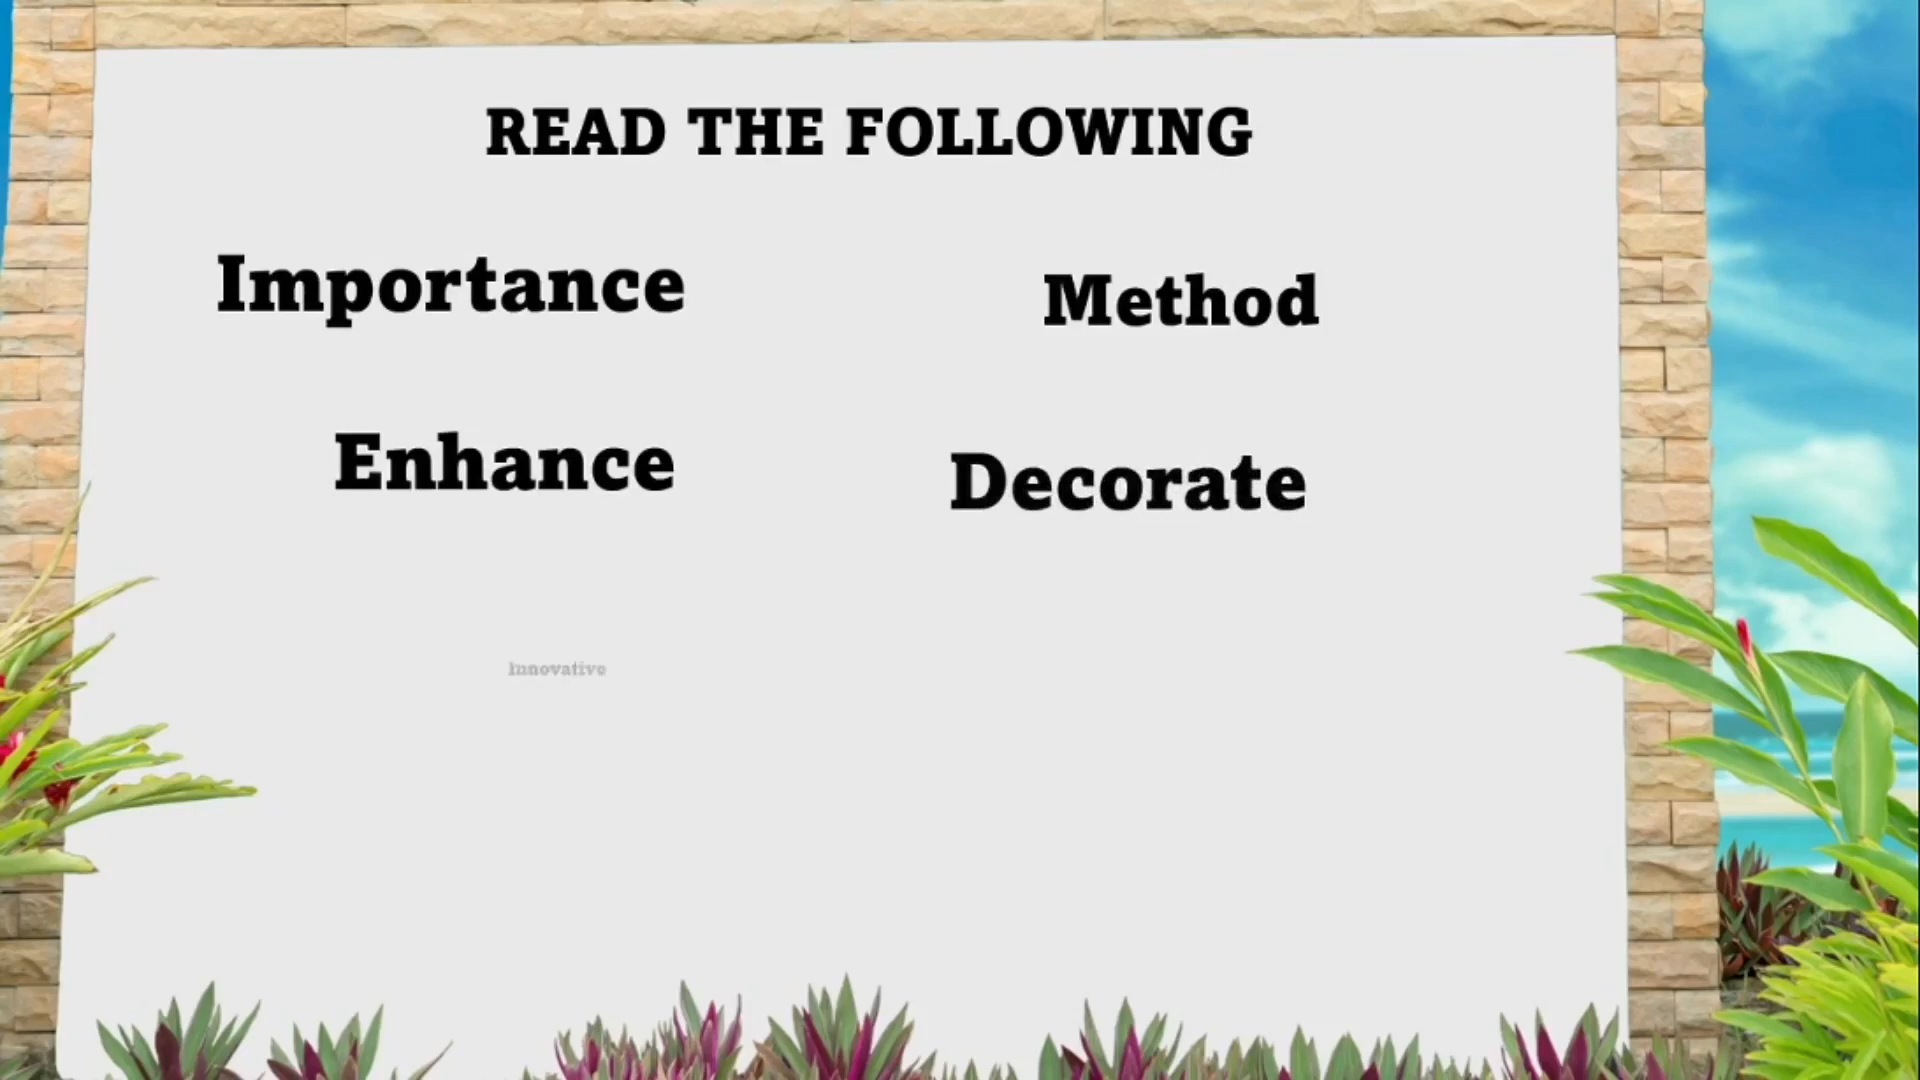 READ THE FOLLOWING
Importance
Method
Enhance
Decorate
Innovative